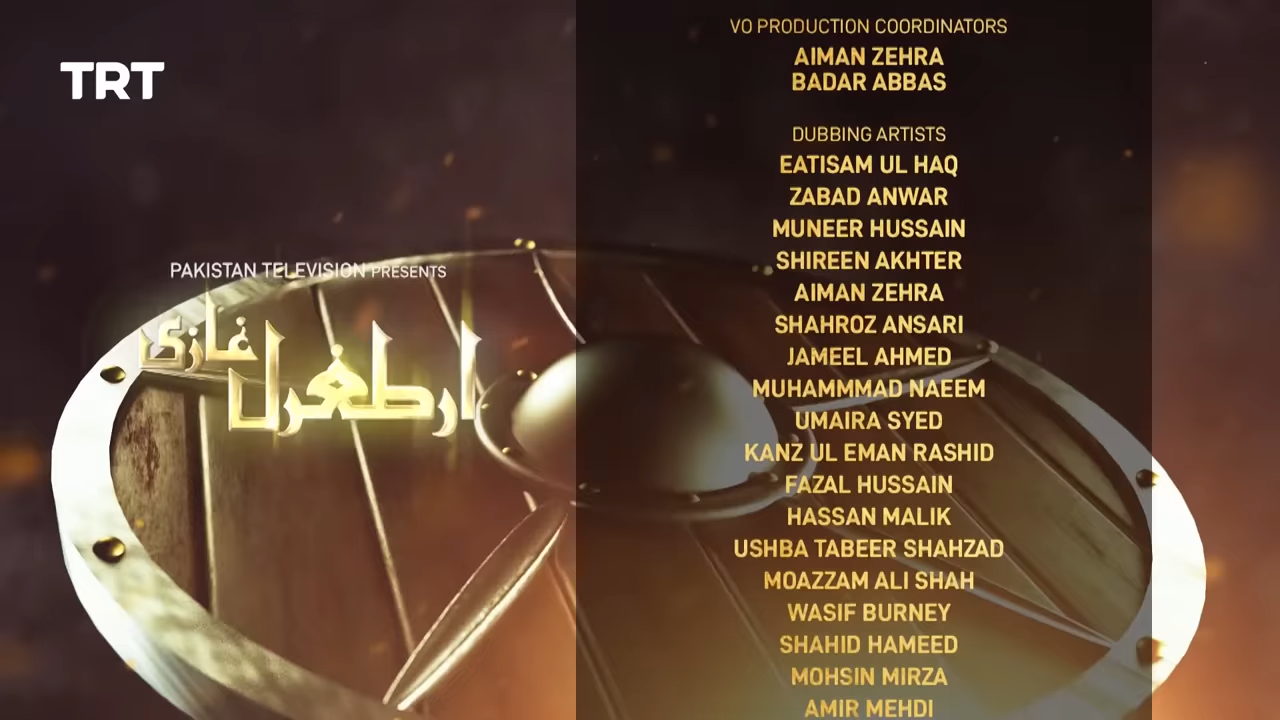 TRT
PAKISTAN TELEVISION PRESENTS
ارطغرل
غازی
VO PRODUCTION COORDINATORS
AIMAN ZEHRA
BADAR ABBAS
DUBBING ARTISTS
EATISAM UL HAQ
ZABAD ANWAR
MUNEER HUSSAIN
SHIREEN AKHTER
AIMAN ZEHRA
SHAHROZ ANSARI
JAMEEL AHMED
MUHAMMMAD NAEEM
UMAIRA SYED
KANZ UL EMAN RASHID
FAZAL HUSSAIN
HASSAN MALIK
USHBA TABEER SHAHZAD
MOAZZAM ALI SHAH
WASIF BURNEY
SHAHID HAMEED
MOHSIN MIRZA
AMIR MEHDI